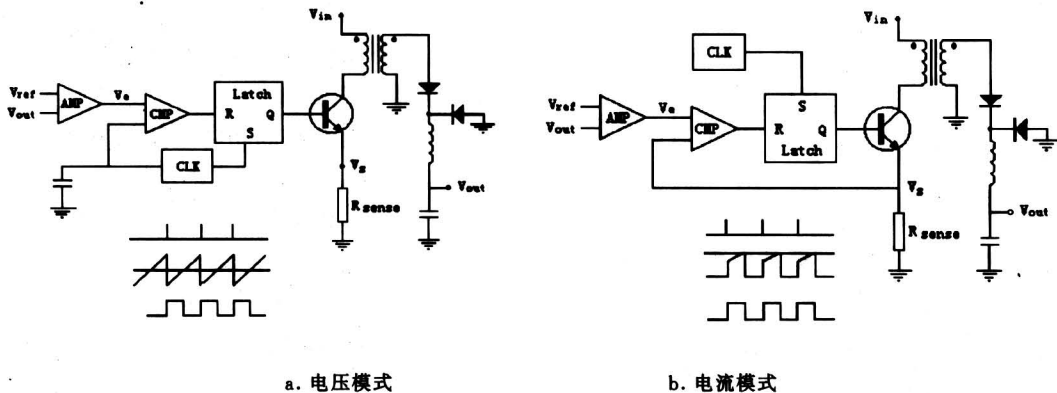 Vin
Vref
Vout
AMP
Ve
CMP
Latch
R
Q
S
CLK
Vs
Rsense
Vout
a. 电压模式
Vin
CLK
Vref
Vout
AMP
Ve
CMP
S
R
Q
Latch
Vs
Rsense
Vout
b. 电流模式